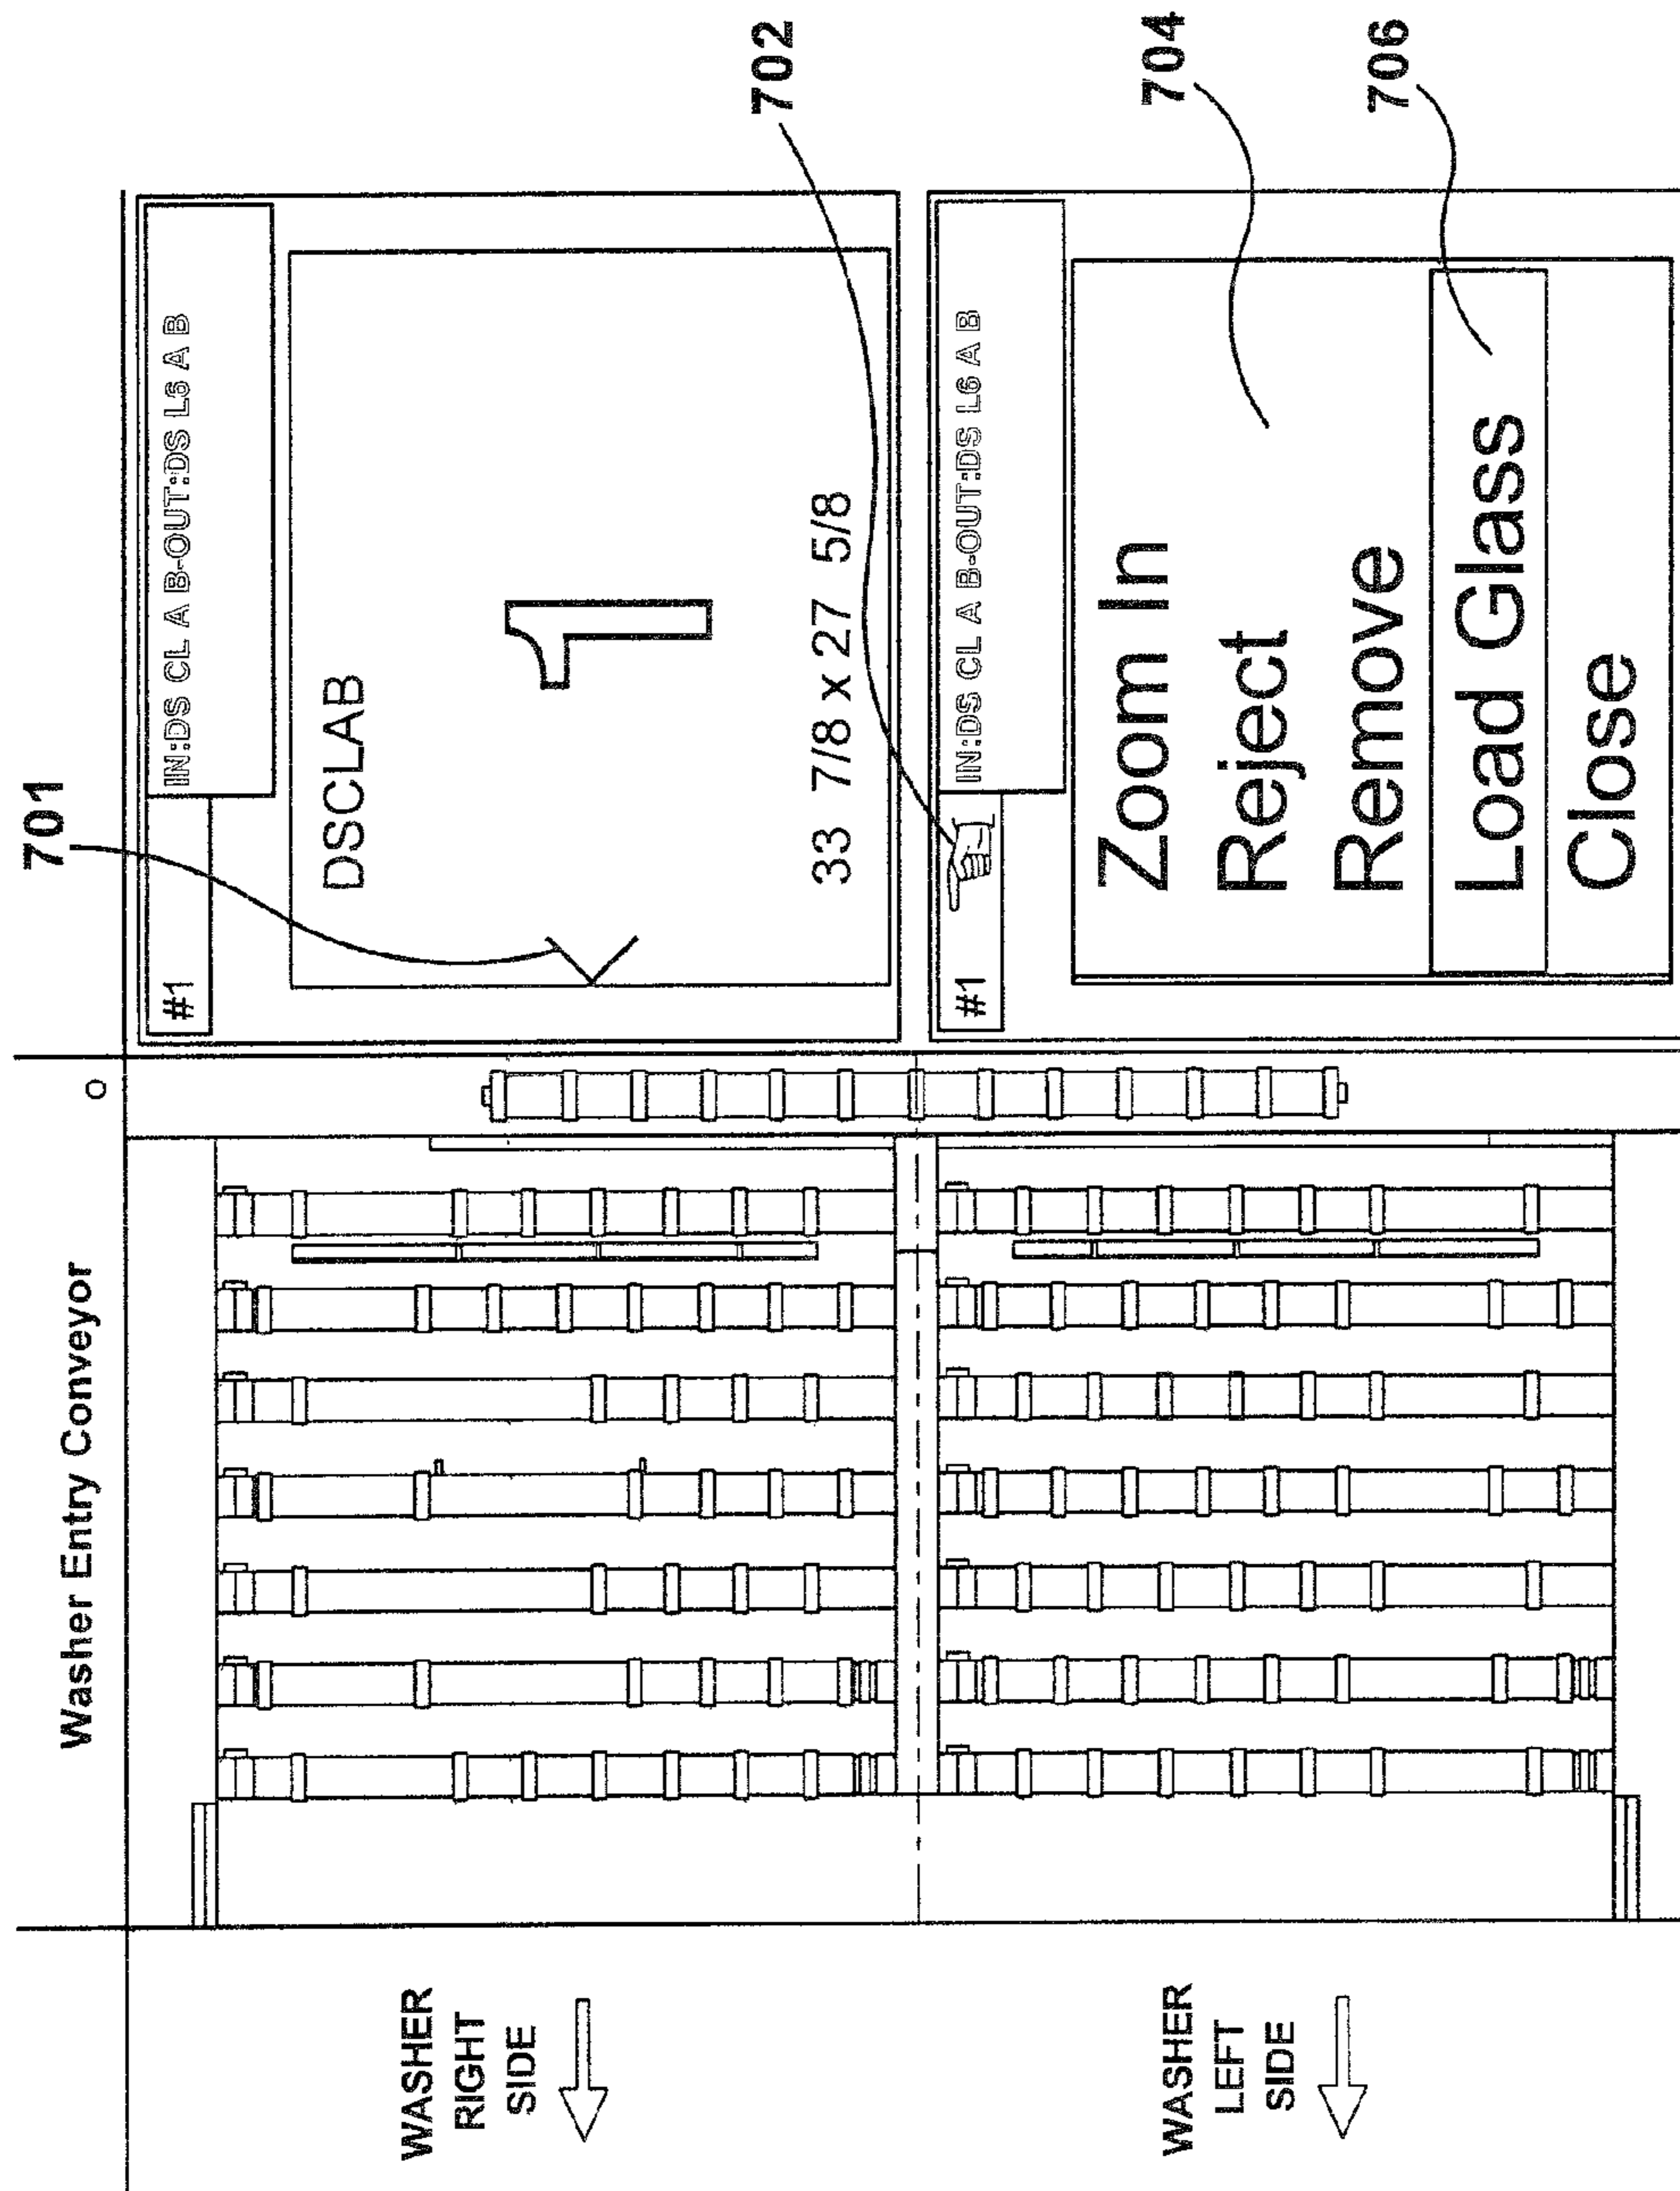 Washer Entry Conveyor
O
WASHER
RIGHT
SIDE
WASHER
LEFT
SIDE
701
#1
IN:DS CL A B-OUT:DS L6 A B
DSCLAB
1
33 7/8 x 27 5/8
702
#1
IN:DS CL A B-OUT:DS L6 A B
Zoom In
Reject
Remove
Load Glass
Close
704
706